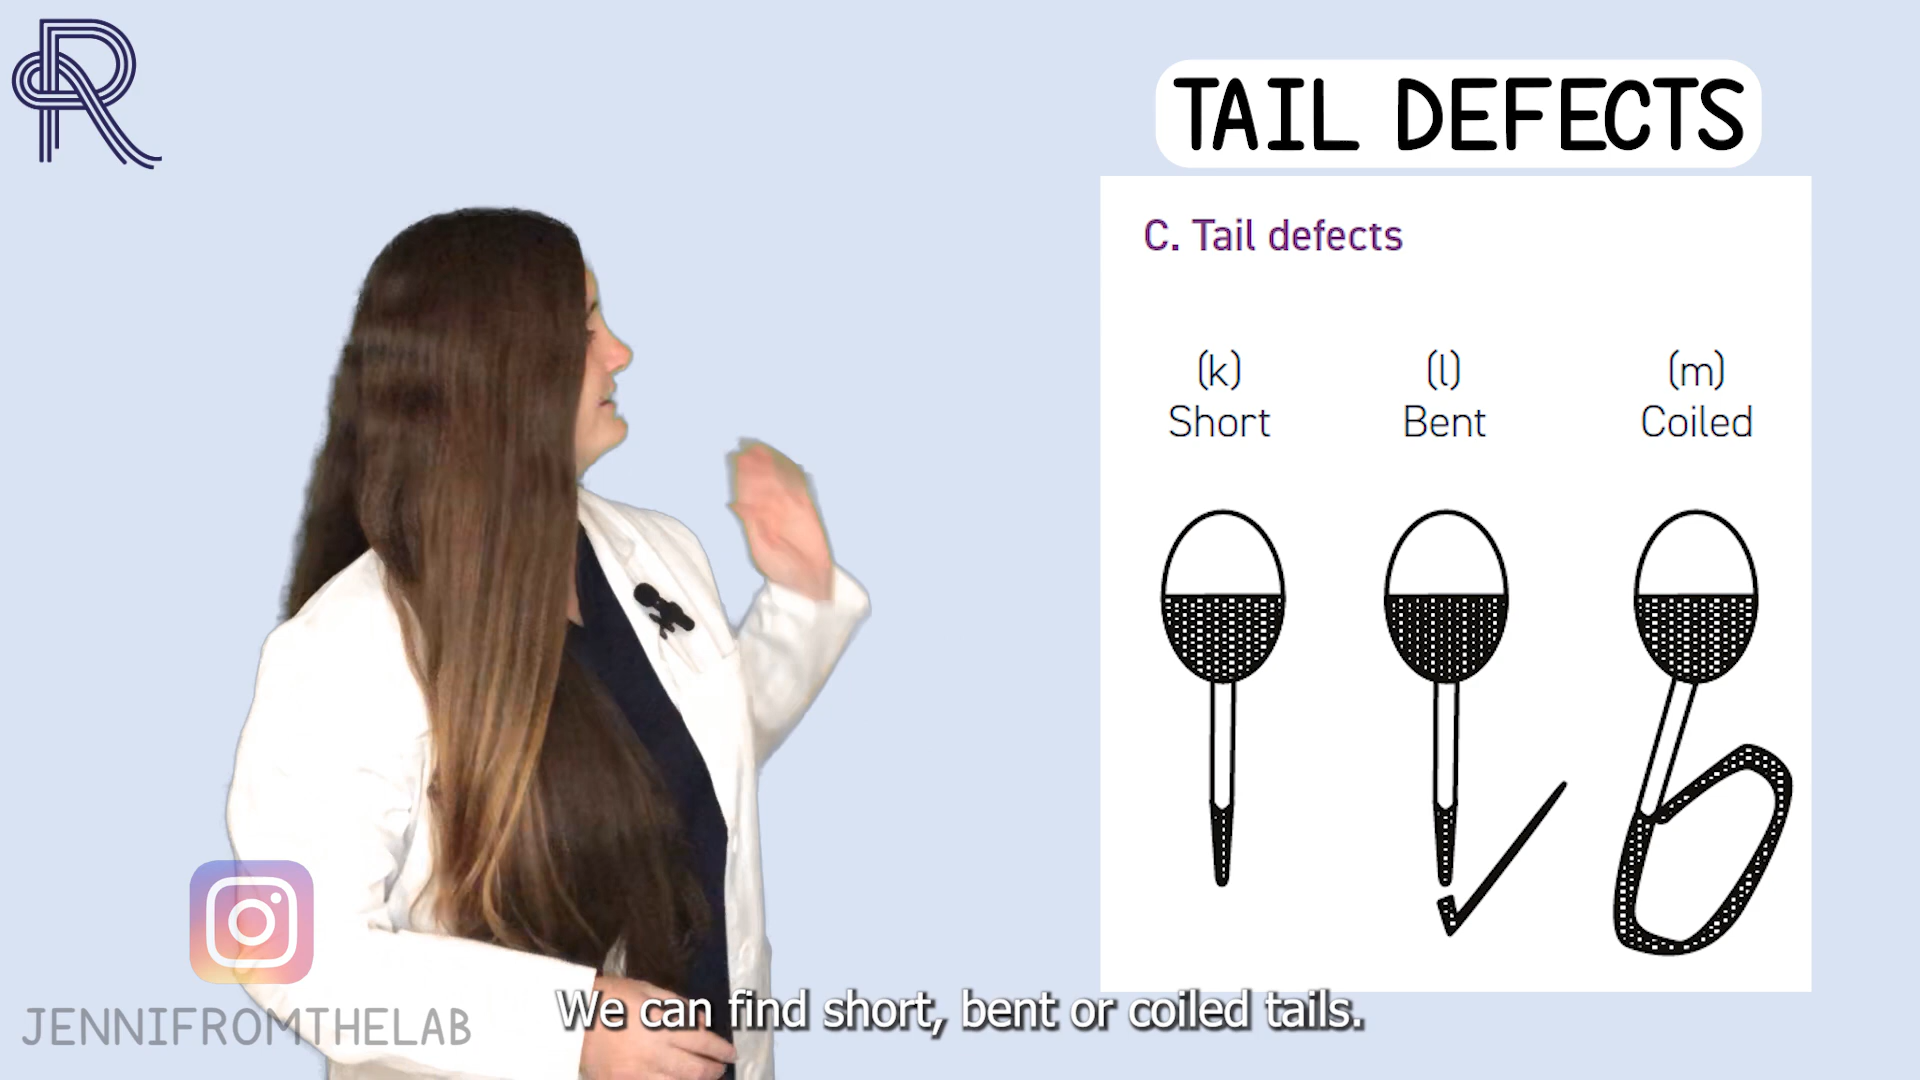 TAIL DEFECTS
C. Tail defects
(k)
Short
(l)
Bent
(m)
Coiled
We can find short, bent or coiled tails.
JENNIFROMTHELAB